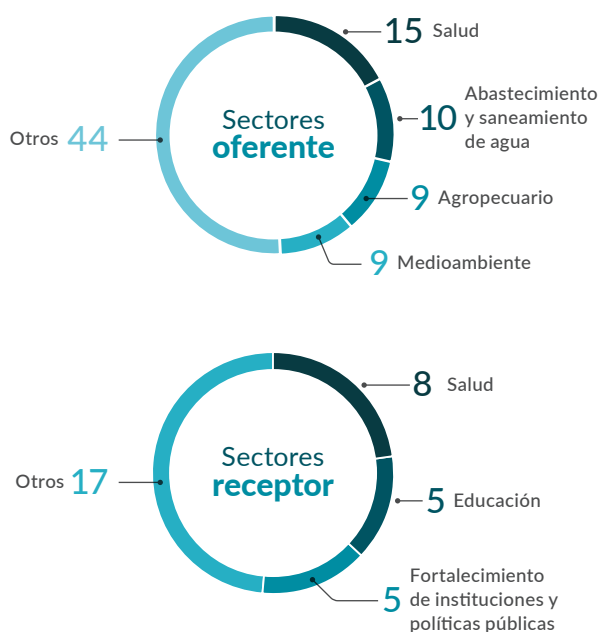 15 Salud
Abastecimiento
10 y saneamiento
de agua
Sectores
oferente
Otros 44
9 Agropecuario
9 Medioambiente
8 Salud
Sectores
receptor
Otros 17
5 Educación
Fortalecimiento
5 de instituciones y
políticas públicas